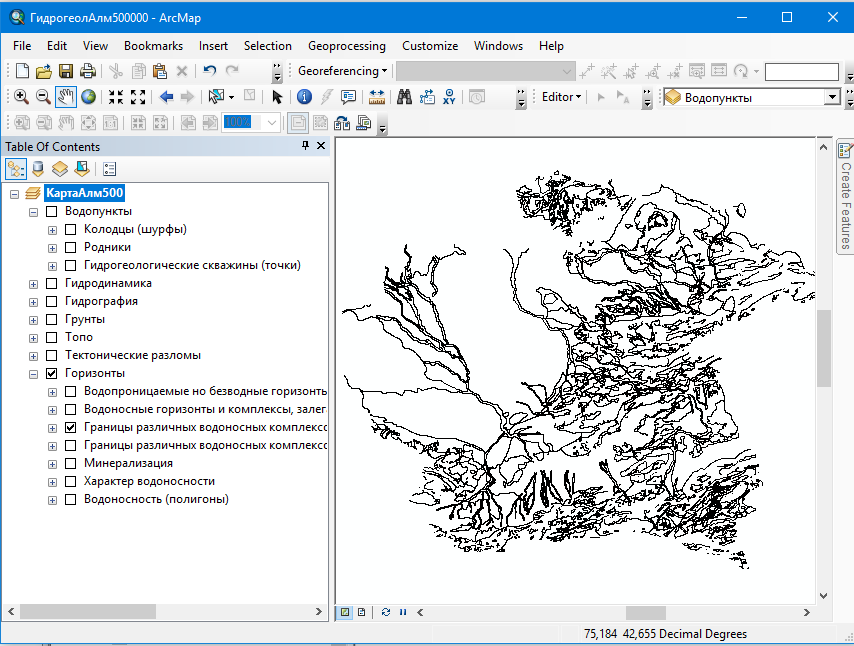 ГидрогеолАлм500000 - ArcMap
File Edit View Bookmarks Insert Selection Geoprocessing Customize Windows Help
Georeferencing
Editor Водопункты
100%
Table Of Contents
КартаАлм500
Водопункты
Колодцы (шурфы)
Родники
Гидрогеологические скважины (точки)
Гидродинамика
Гидрография
Грунты
Топо
Тектонические разломы
Горизонты
Водопроницаемые но безводные горизонть
Водоносные горизонты и комплексы, залег
Границы различных водоносных комплексс
Границы различных водоносных комплексс
Минерализация
Характер водоносности
Водоносность (полигоны)
Create Features
75,184 42,655 Decimal Degrees